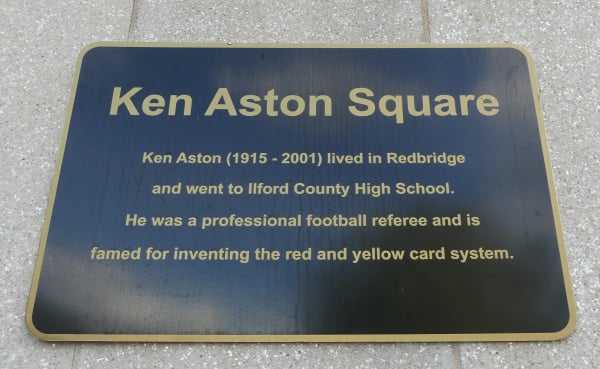 Ken Aston Square
Ken Aston (1915 - 2001) lived in Redbridge
and went to Ilford County High School.
He was a professional football referee and is
famed for inventing the red and yellow card system.